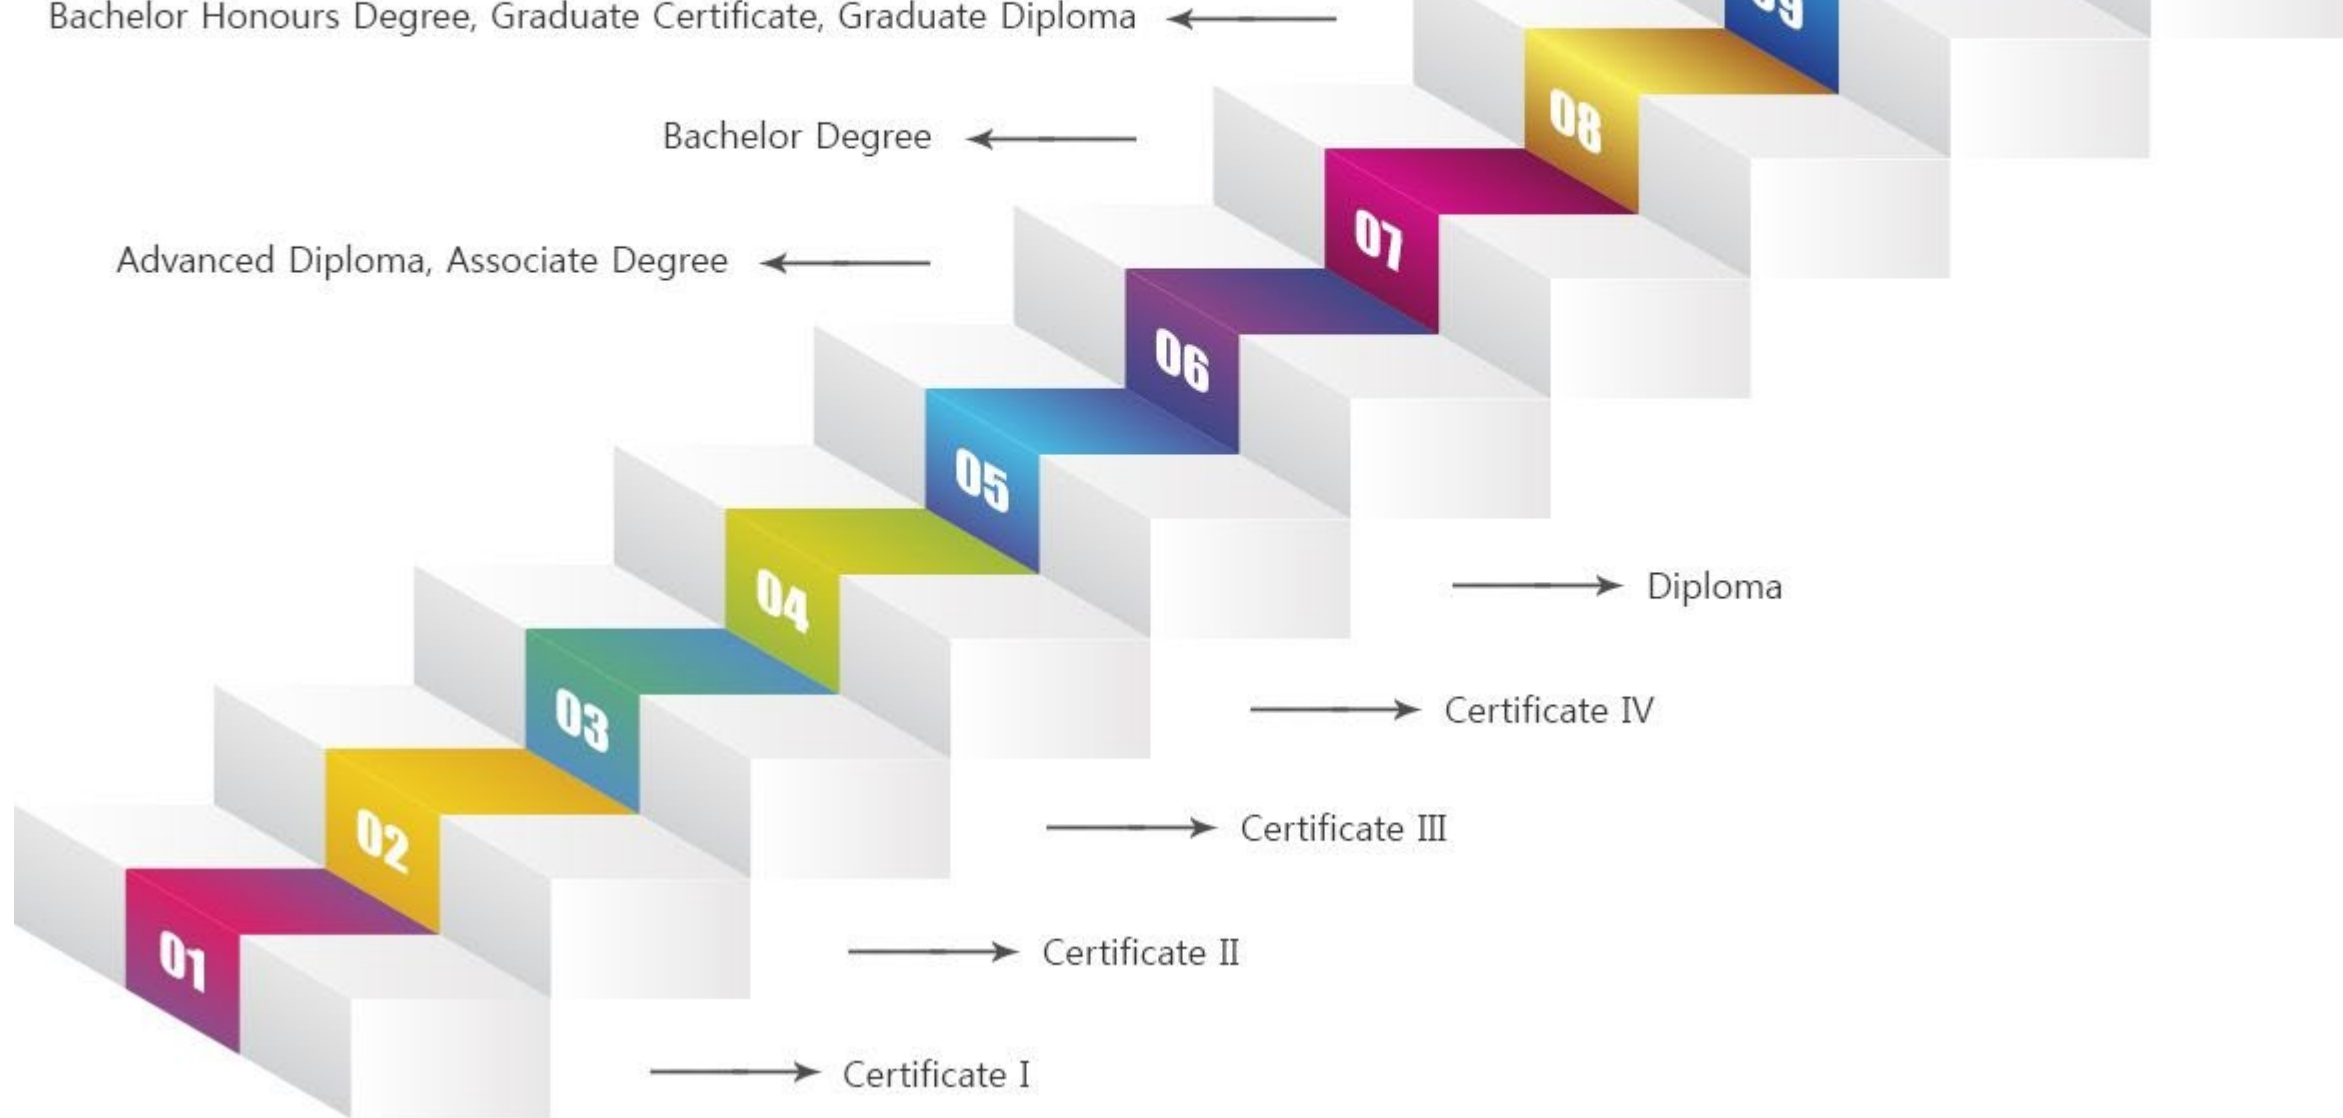 Bachelor Honours Degree, Graduate Certificate, Graduate Diploma
09
08
Bachelor Degree
07
Advanced Diploma, Associate Degree
06
05
Diploma
04
Certificate IV
03
Certificate III
02
Certificate II
01
Certificate I